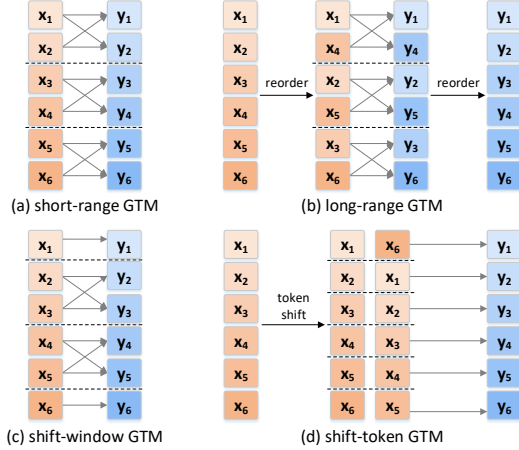 x1 y1
x2 y2
x3 y3
x4 y4
x5 y5
x6 y6
(a) short-range GTM
x1 x1 y1 y1
x2 x4 y4 y2
x3 x2 y2 y3
reorder reorder
x4 x5 y5 y4
x5 x3 y3 y5
x6 x6 y6 y6
(b) long-range GTM
x1 y1
x2 y2
x3 y3
x4 y4
x5 y5
x6 y6
(c) shift-window GTM
x1 x1 x6 y1
x2 x2 x1 y2
token
shift
x3 x3 x2 y3
x4 x4 x3 y4
x5 x5 x4 y5
x6 x6 x5 y6
(d) shift-token GTM